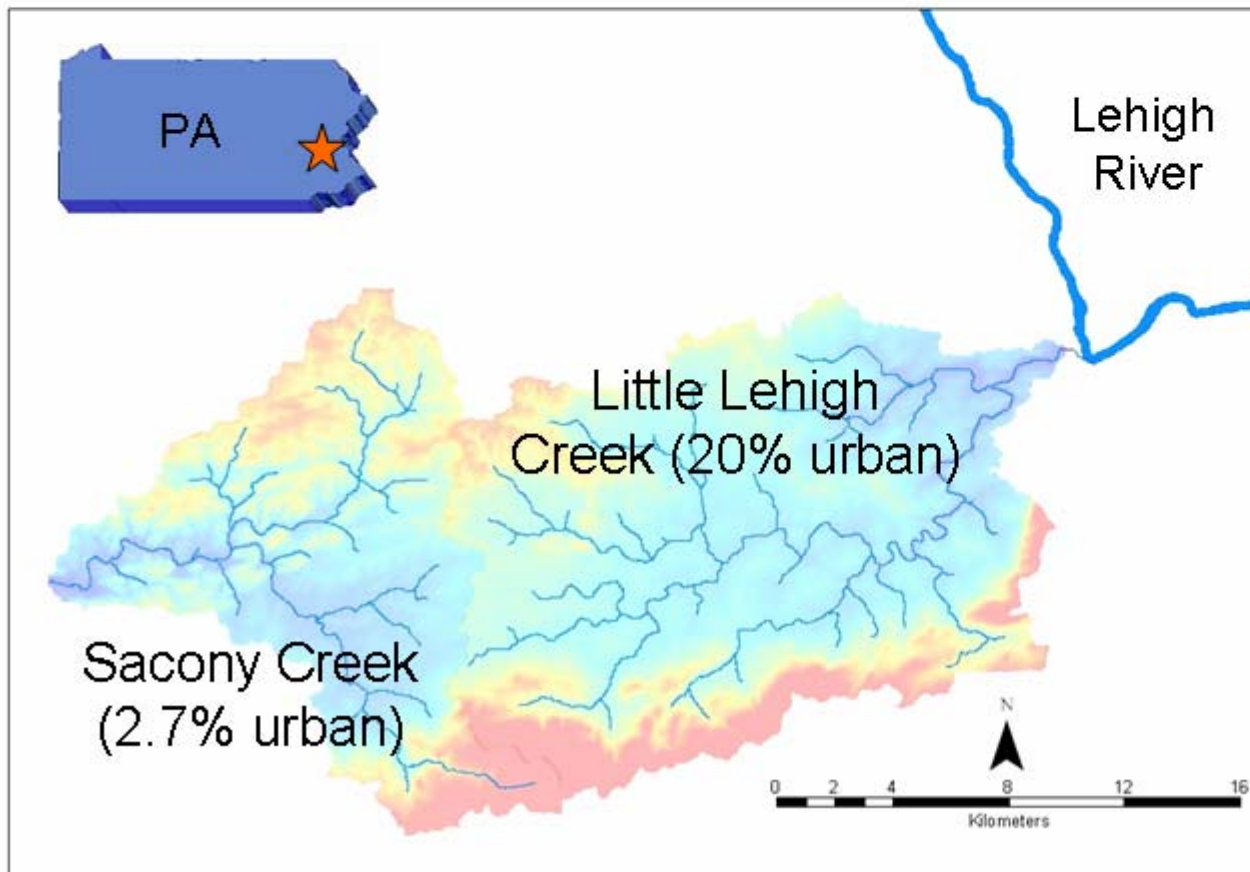 PA
Lehigh
River
Little Lehigh
Creek (20% urban)
Sacony Creek
(2.7% urban)
N
0 2 4 8 12 16
Kilometers